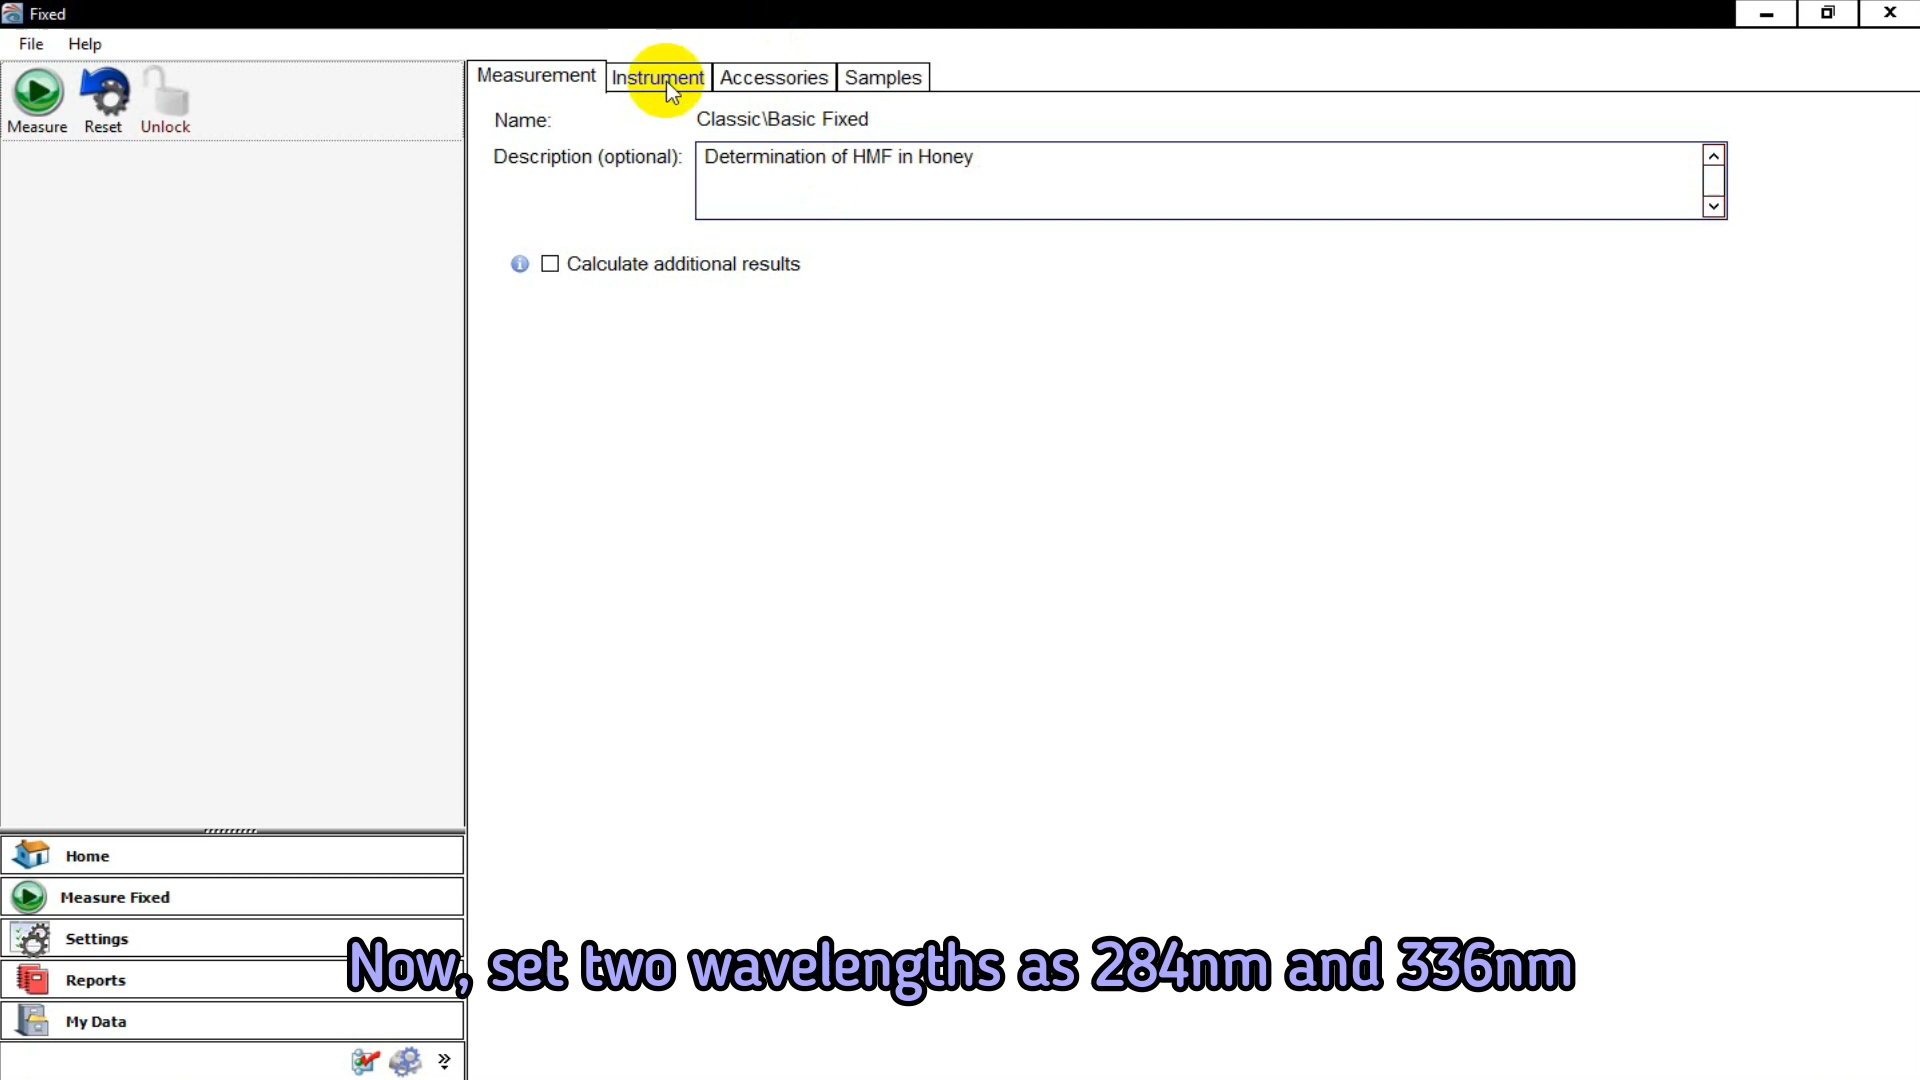 Fixed
File Help
Measurement Instrument Accessories Samples
Measure Reset Unlock
Name: Classic\Basic Fixed
Description (optional): Determination of HMF in Honey
Calculate additional results
Home
Measure Fixed
Settings
Reports
My Data
Now, set two wavelengths as 284nm and 336nm